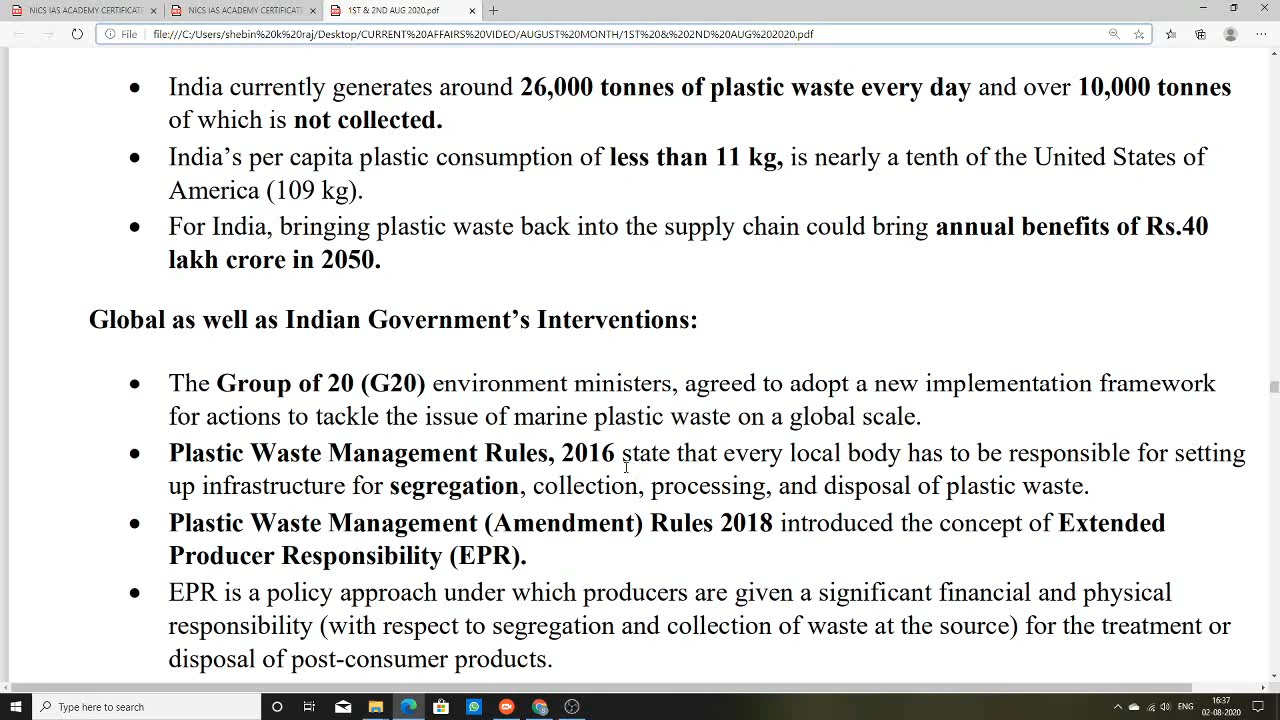 NICS IAS ACADEMY CERTIFICATE
NICS IAS ACADEMY CERTIFICATE
1ST & 2ND AUG 2020.pdf
File
file:///C:/Users/shebin%20k%20raj/Desktop/CURRENT%20AFFAIRS%20VIDEO/AUGUST%20MONTH/1ST%20&%202ND%20AUG%202020.pdf
• India currently generates around 26,000 tonnes of plastic waste every day and over 10,000 tonnes
of which is not collected.
• India’s per capita plastic consumption of less than 11 kg, is nearly a tenth of the United States of
America (109 kg).
• For India, bringing plastic waste back into the supply chain could bring annual benefits of Rs.40
lakh crore in 2050.
Global as well as Indian Government’s Interventions:
• The Group of 20 (G20) environment ministers, agreed to adopt a new implementation framework
for actions to tackle the issue of marine plastic waste on a global scale.
• Plastic Waste Management Rules, 2016 state that every local body has to be responsible for setting
up infrastructure for segregation, collection, processing, and disposal of plastic waste.
• Plastic Waste Management (Amendment) Rules 2018 introduced the concept of Extended
Producer Responsibility (EPR).
• EPR is a policy approach under which producers are given a significant financial and physical
responsibility (with respect to segregation and collection of waste at the source) for the treatment or
disposal of post-consumer products.
Type here to search
ENG
16:37
02-08-2020